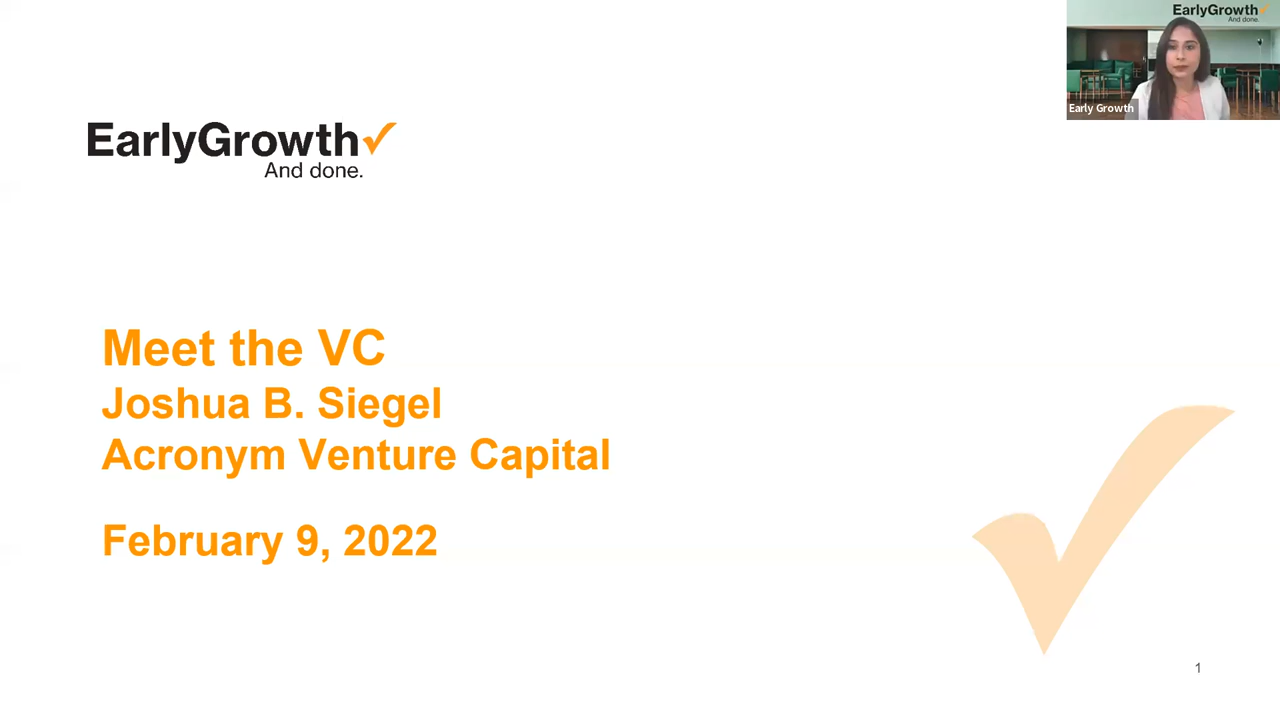 EarlyGrowth
And done.
Early Growth
EarlyGrowth
And done.
Meet the VC
Joshua B. Siegel
Acronym Venture Capital
February 9, 2022
1